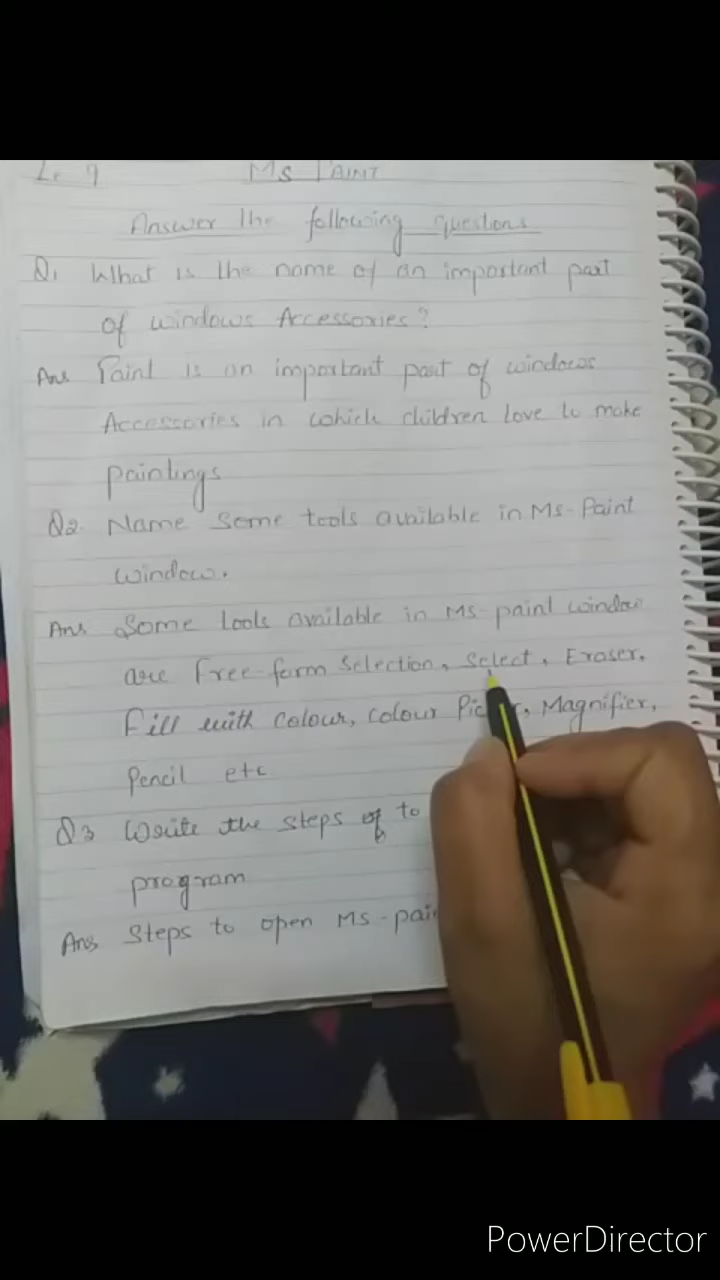 Ms PAINT
Answer the following questions
Q1 What is the name of an important part
of windows Accessories?
Ans Paint is an important part of windows
Accessories in which children love to make
paintings
Q2. Name some tools available in Ms-Paint
window.
Ans Some tools available in Ms-paint window
are Free-form selection, Select, Eraser,
Fill with colour, colour Magnifier,
Pencil etc
Q3 Write the steps of to
program
Ans Steps to open Ms-pain
PowerDirector